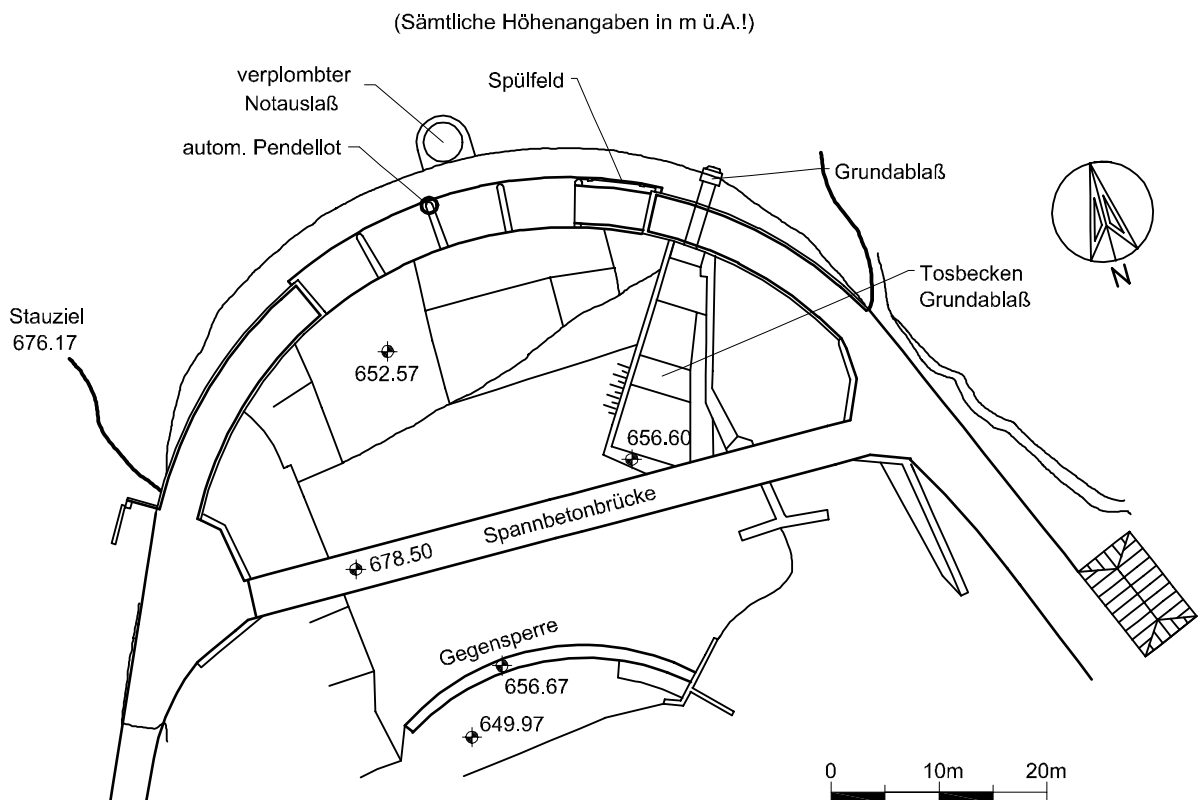 (Sämtliche Höhenangaben in m ü.A.!)
verplombter
Notauslaß
Spülfeld
autom. Pendellot
Grundablaß
N
Tosbecken
Grundablaß
Stauziel
676.17
652.57
656.60
Spannbetonbrücke
678.50
Gegensperre
656.67
649.97
0 10m 20m